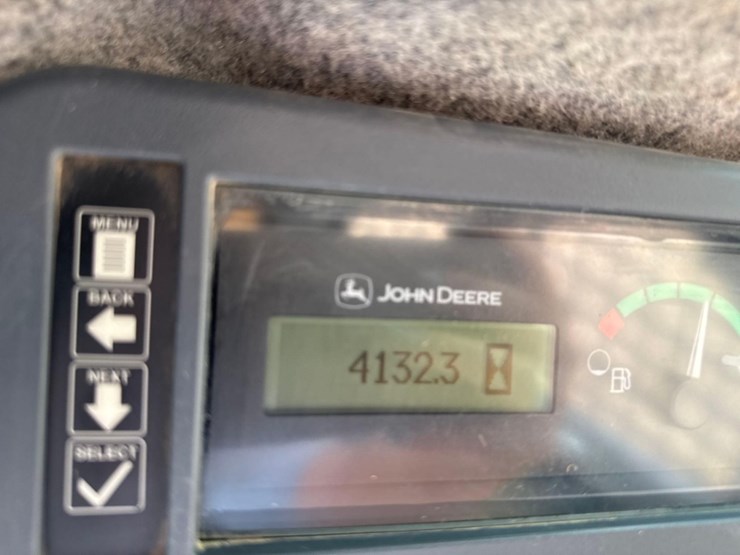 MENU
BACK
NEXT
SELECT
JOHN DEERE
4132.3